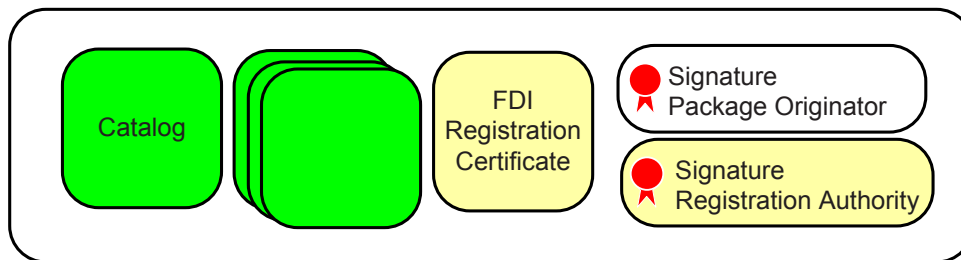 Catalog
FDI
Registration
Certificate
Signature
Package Originator
Signature
Registration Authority